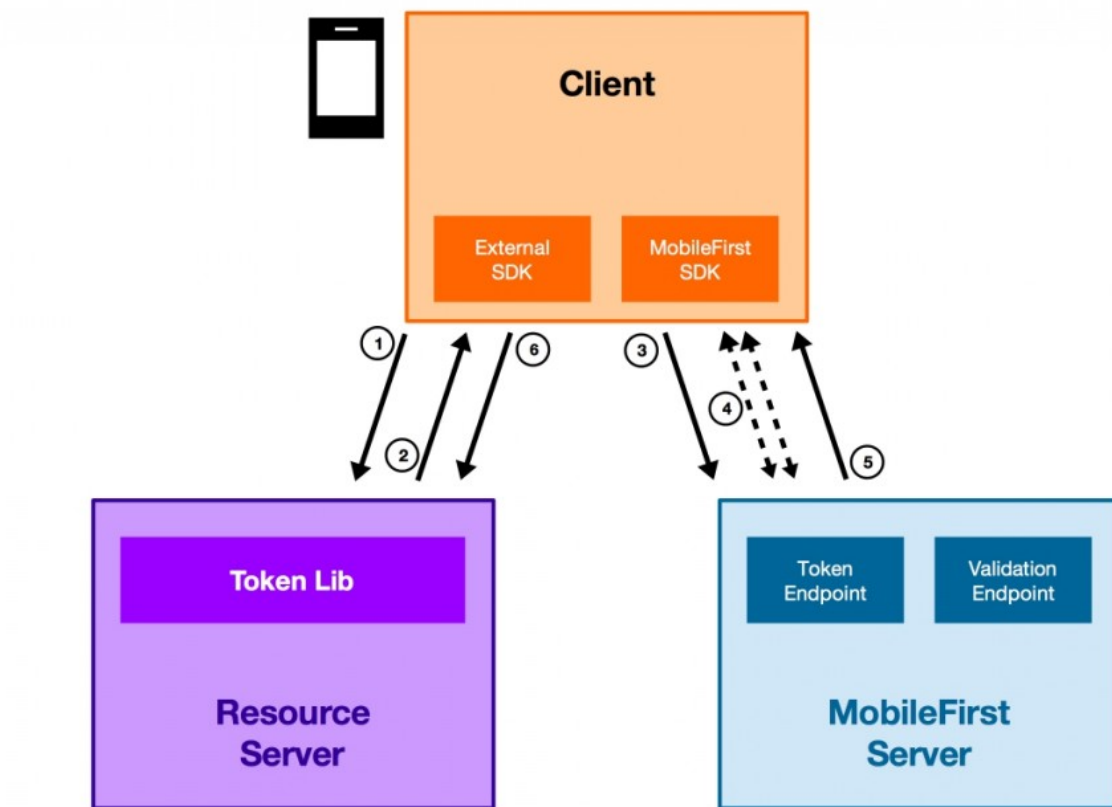 Client
External
SDK
MobileFirst
SDK
1
6
3
4
2
5
Token Lib
Token
Endpoint
Validation
Endpoint
Resource
Server
MobileFirst
Server